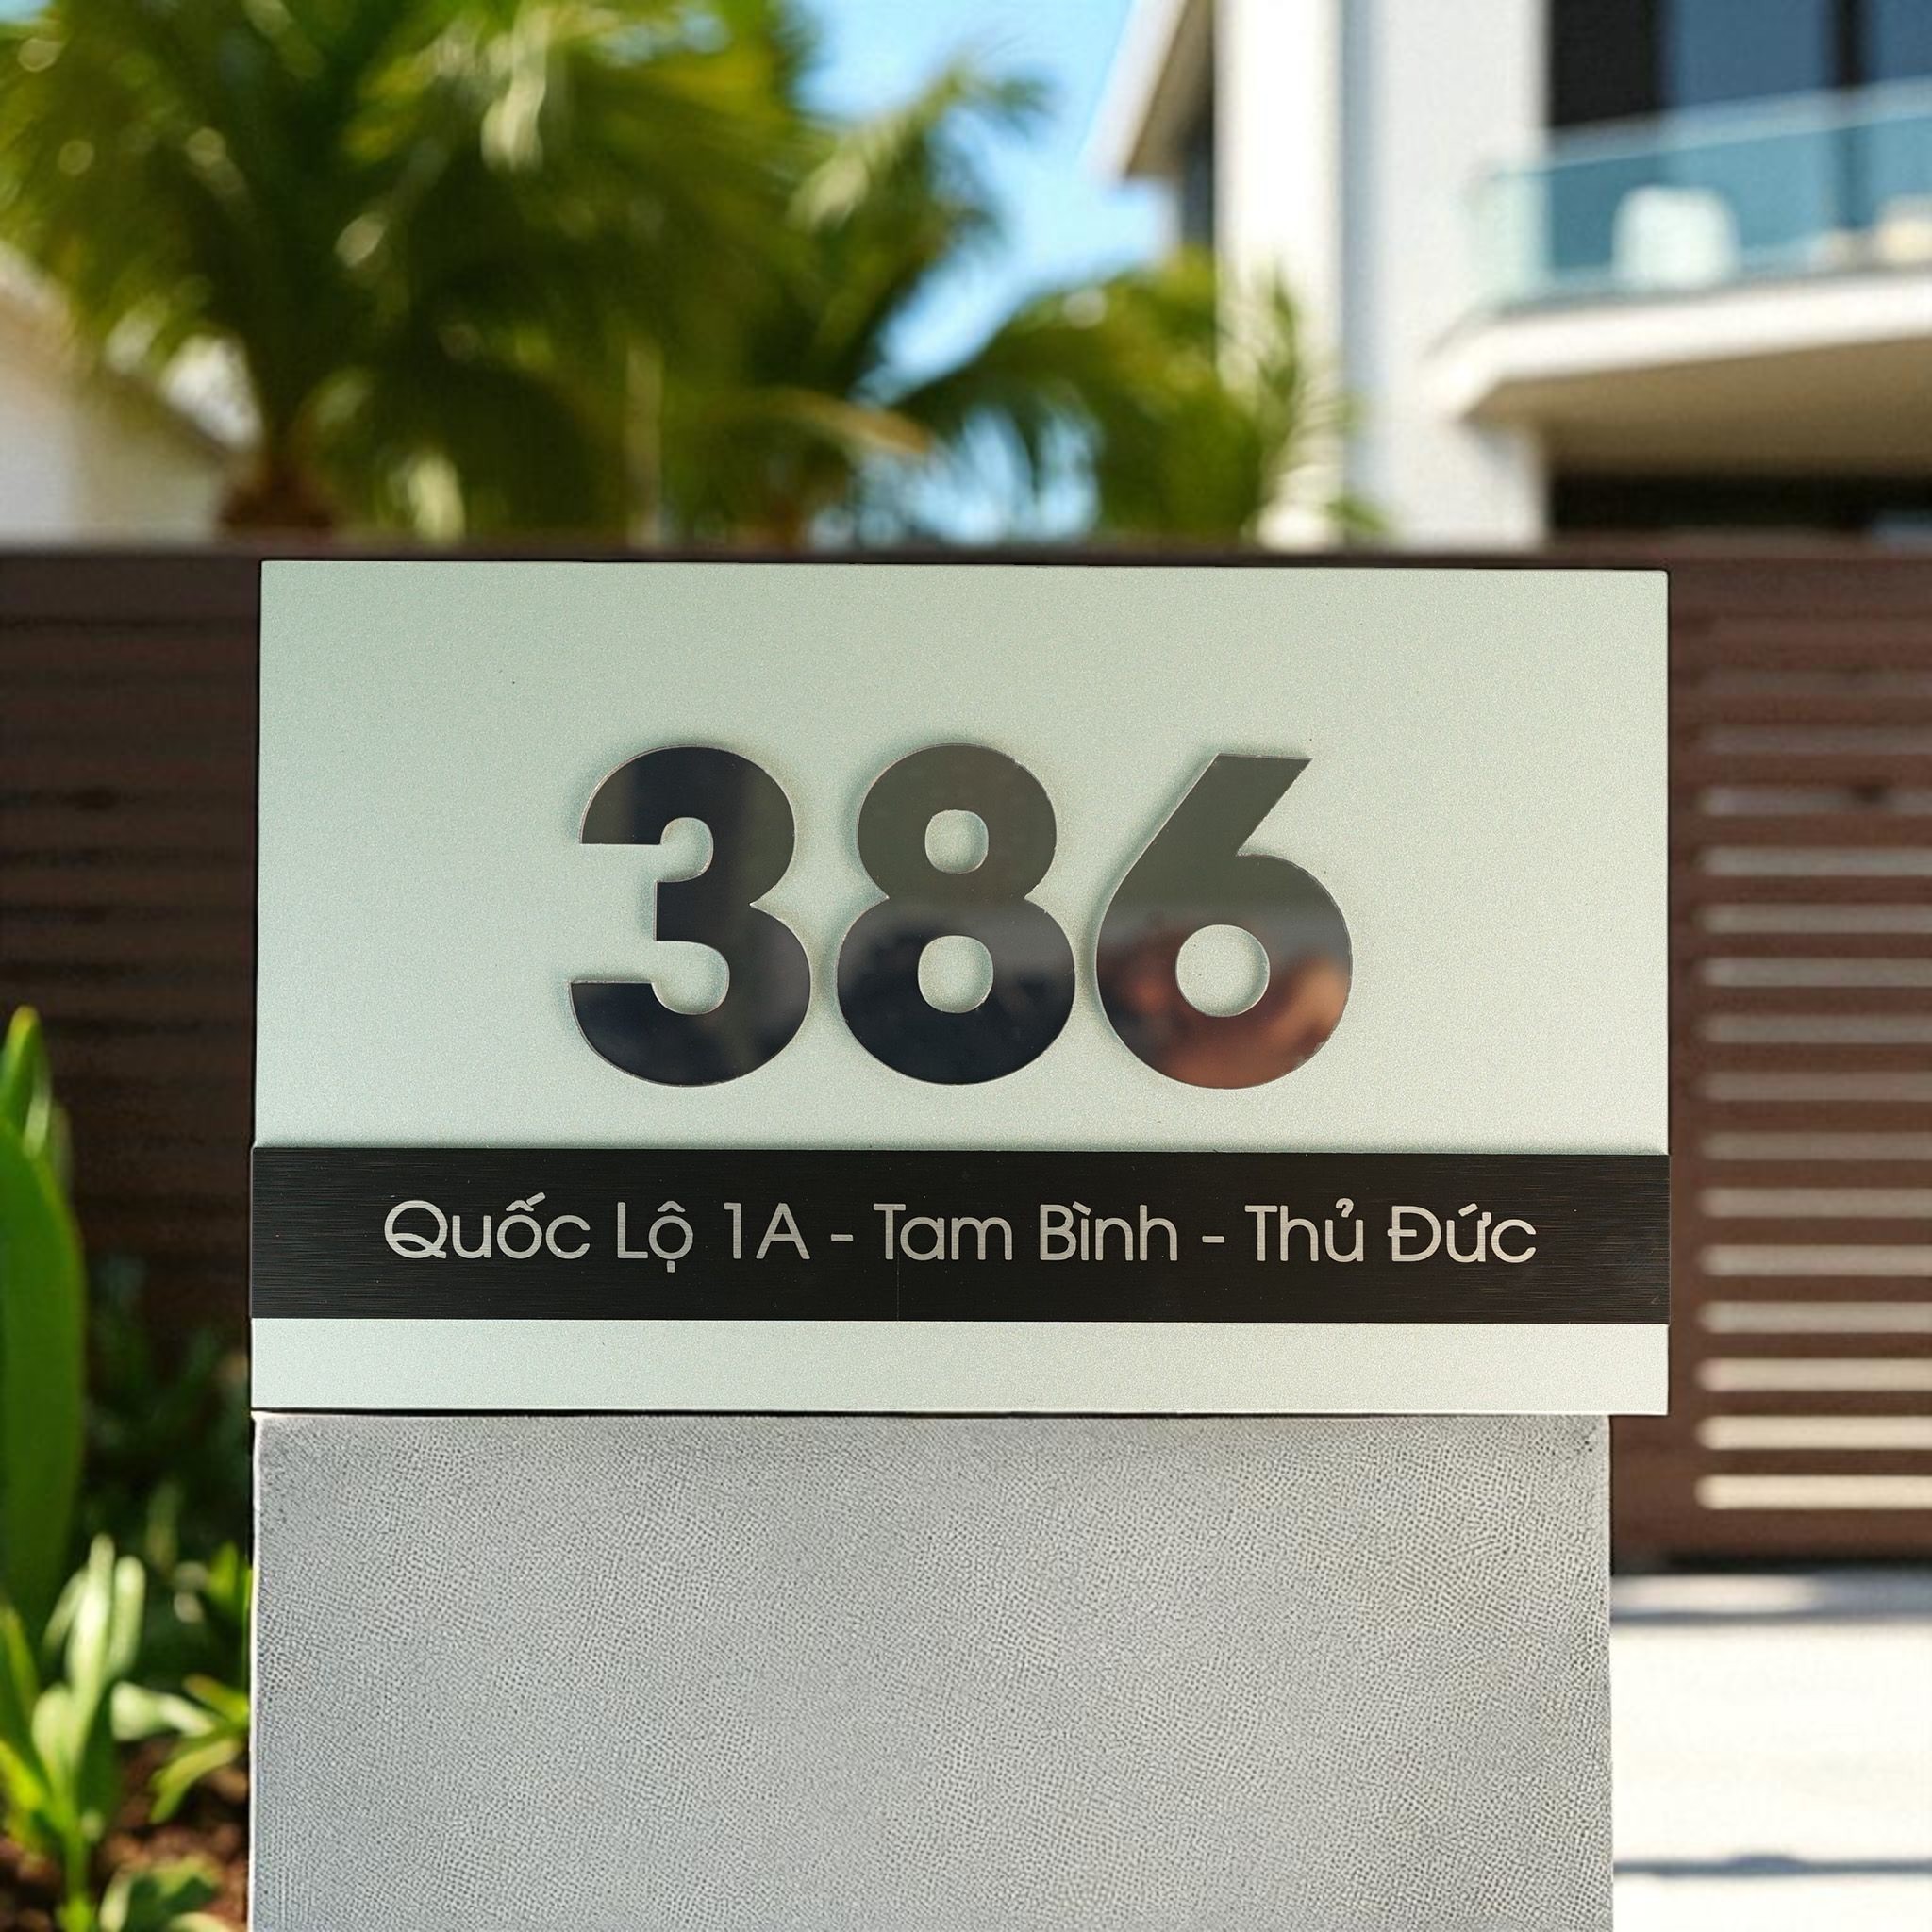 386
Quốc Lộ 1A - Tam Bình - Thủ Đức